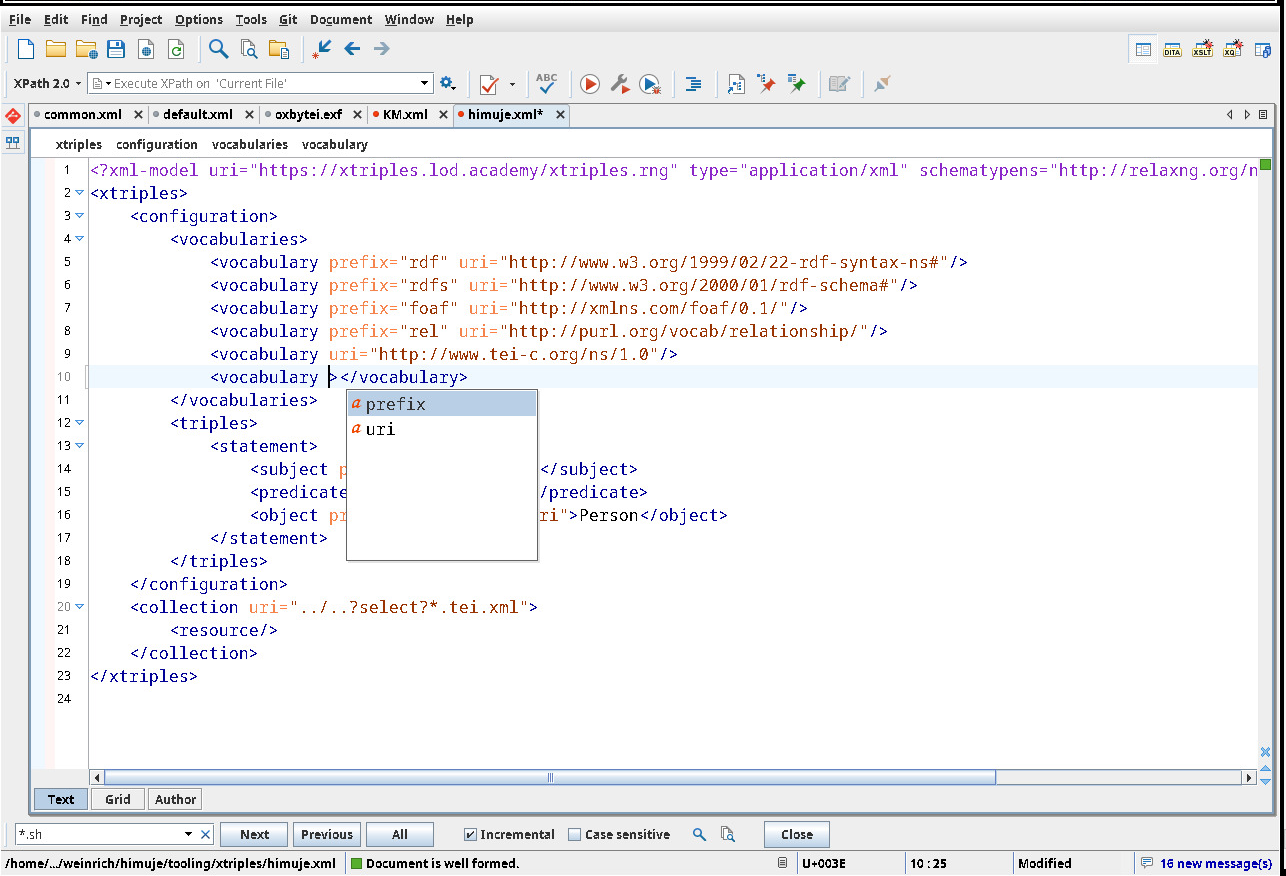 File Edit Find Project Options Tools Git Document Window Help
DITA XSLT XQ
XPath 2.0 Execute XPath on 'Current File' ABC
common.xml default.xml oxbytei.exf KM.xml himuje.xml*
xtriples configuration vocabularies vocabulary
1 <?xml-model uri="https://xtriples.lod.academy/xtriples.rng" type="application/xml" schematypens="http://relaxng.org/n
2 <xtriples>
3 <configuration>
4 <vocabularies>
5 <vocabulary prefix="rdf" uri="http://www.w3.org/1999/02/22-rdf-syntax-ns#"/>
6 <vocabulary prefix="rdfs" uri="http://www.w3.org/2000/01/rdf-schema#"/>
7 <vocabulary prefix="foaf" uri="http://xmlns.com/foaf/0.1/"/>
8 <vocabulary prefix="rel" uri="http://purl.org/vocab/relationship/"/>
9 <vocabulary uri="http://www.tei-c.org/ns/1.0"/>
10 <vocabulary ></vocabulary>
11 </vocabularies>
a prefix
12 <triples>
a uri
13 <statement>
14 <subject p </subject>
15 <predicate /predicate>
16 <object pr ri">Person</object>
17 </statement>
18 </triples>
19 </configuration>
20 <collection uri="../..?select?*.tei.xml">
21 <resource/>
22 </collection>
23 </xtriples>
24
Text Grid Author
*.sh Next Previous All Incremental Case sensitive Close
/home/.../weinrich/himuje/tooling/xtriples/himuje.xml Document is well formed. U+003E 10:25 Modified 16 new message(s)